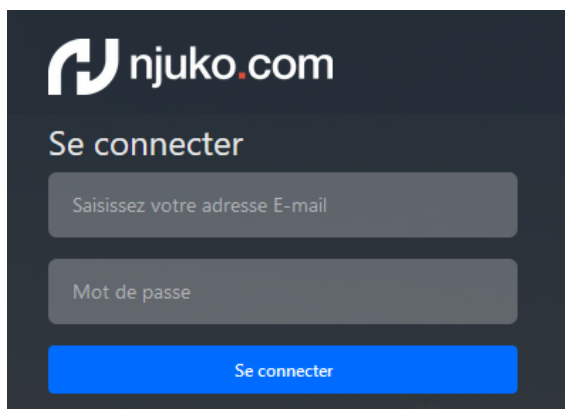 njuko.com
Se connecter
Saisissez votre adresse E-mail
Mot de passe
Se connecter